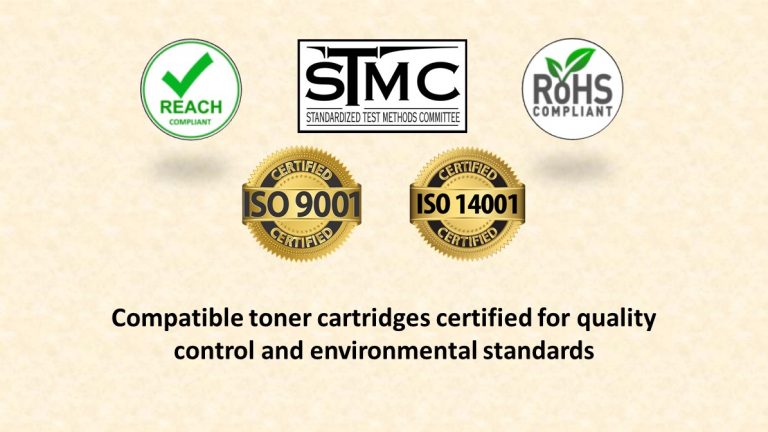 REACH
COMPLIANT
STMC
STANDARDIZED TEST METHODS COMMITTEE
RoHS
COMPLIANT
CERTIFIED
ISO 9001
CERTIFIED
CERTIFIED
ISO 14001
CERTIFIED
Compatible toner cartridges certified for quality
control and environmental standards